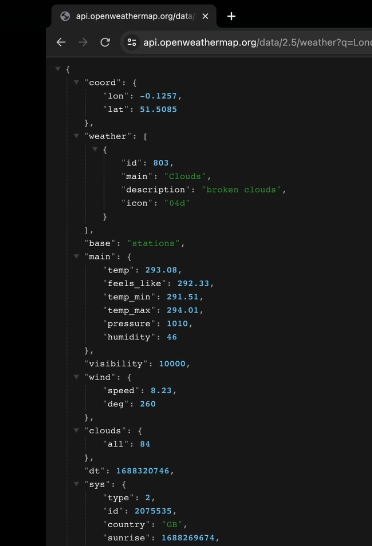 api.openweathermap.org/data/
api.openweathermap.org/data/2.5/weather?q=Lond
{
"coord": {
"lon": -0.1257,
"lat": 51.5085
},
"weather": [
{
"id": 803,
"main": "Clouds",
"description": "broken clouds",
"icon": "04d"
}
],
"base": "stations",
"main": {
"temp": 293.08,
"feels_like": 292.33,
"temp_min": 291.51,
"temp_max": 294.01,
"pressure": 1010,
"humidity": 46
},
"visibility": 10000,
"wind": {
"speed": 8.23,
"deg": 260
},
"clouds": {
"all": 84
},
"dt": 1688320746,
"sys": {
"type": 2,
"id": 2075535,
"country": "GB",
"sunrise": 1688269674,